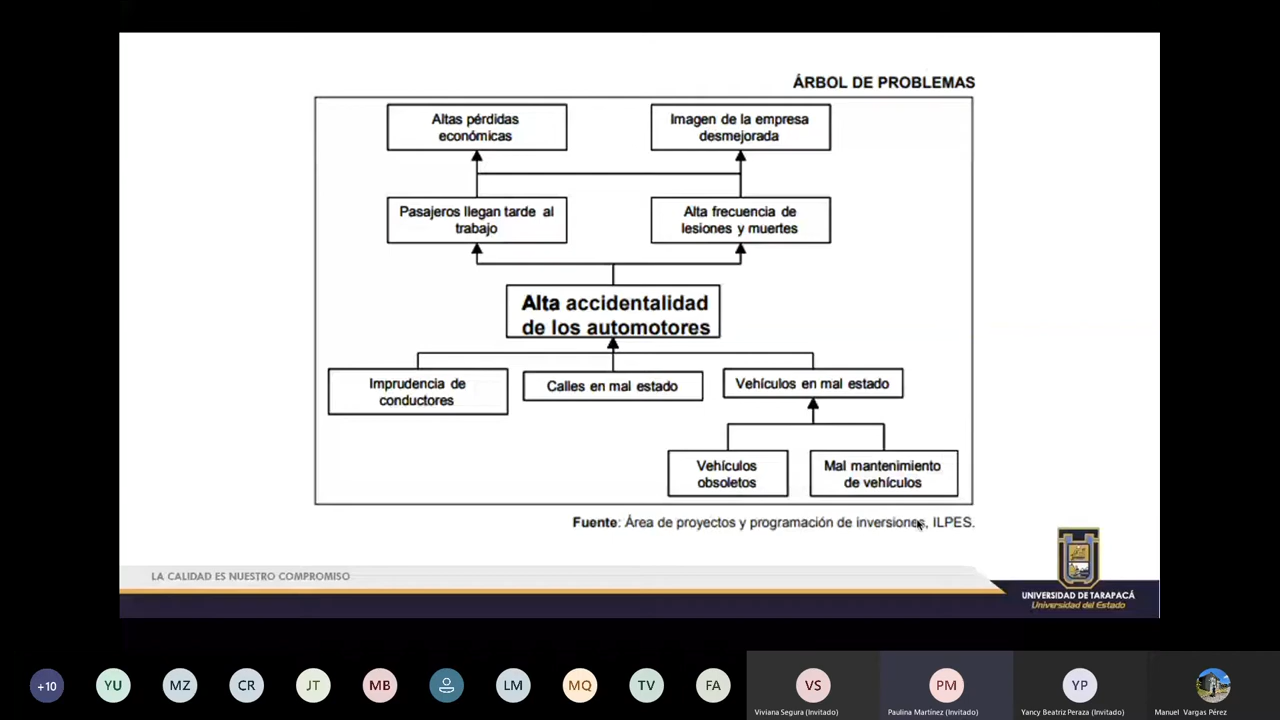 ÁRBOL DE PROBLEMAS
Altas pérdidas
económicas
Imagen de la empresa
desmejorada
Pasajeros llegan tarde al
trabajo
Alta frecuencia de
lesiones y muertes
Alta accidentalidad
de los automotores
Imprudencia de
conductores
Calles en mal estado
Vehículos en mal estado
Vehículos
obsoletos
Mal mantenimiento
de vehículos
Fuente: Área de proyectos y programación de inversiones, ILPES.
LA CALIDAD ES NUESTRO COMPROMISO
UNIVERSIDAD DE TARAPACÁ
Universidad del Estado
+10
YU
MZ
CR
JT
MB
LM
MQ
TV
FA
VS
PM
YP
Viviana Segura (Invitado)
Paulina Martínez (Invitado)
Yancy Beatriz Peraza (Invitado)
Manuel Vargas Pérez